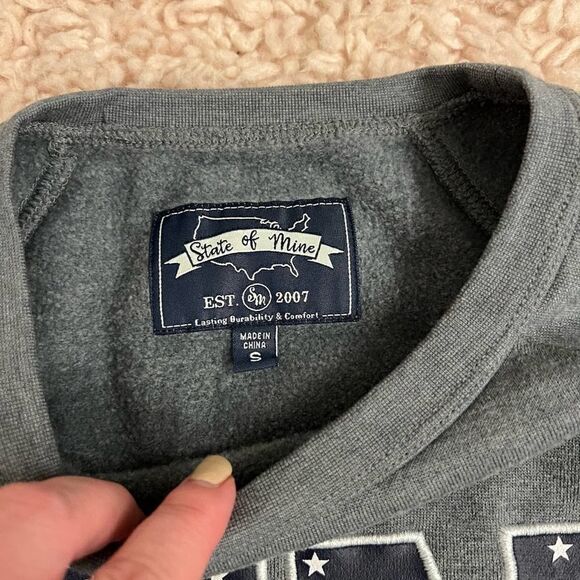 State of Mine
EST. SM 2007
Lasting Durability & Comfort
MADE IN
CHINA
S